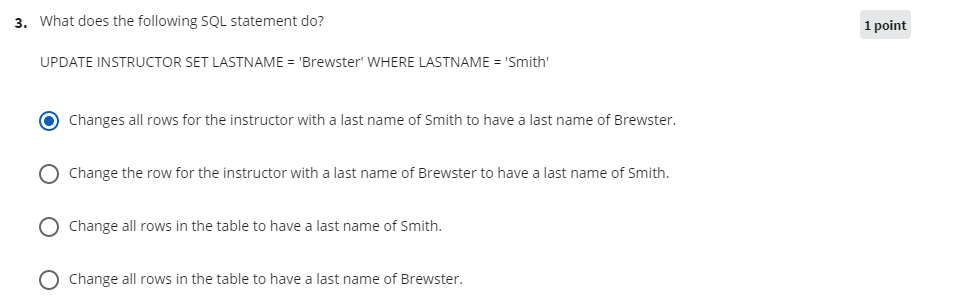 3. What does the following SQL statement do?
1 point
UPDATE INSTRUCTOR SET LASTNAME = 'Brewster' WHERE LASTNAME = 'Smith'
Changes all rows for the instructor with a last name of Smith to have a last name of Brewster.
Change the row for the instructor with a last name of Brewster to have a last name of Smith.
Change all rows in the table to have a last name of Smith.
Change all rows in the table to have a last name of Brewster.